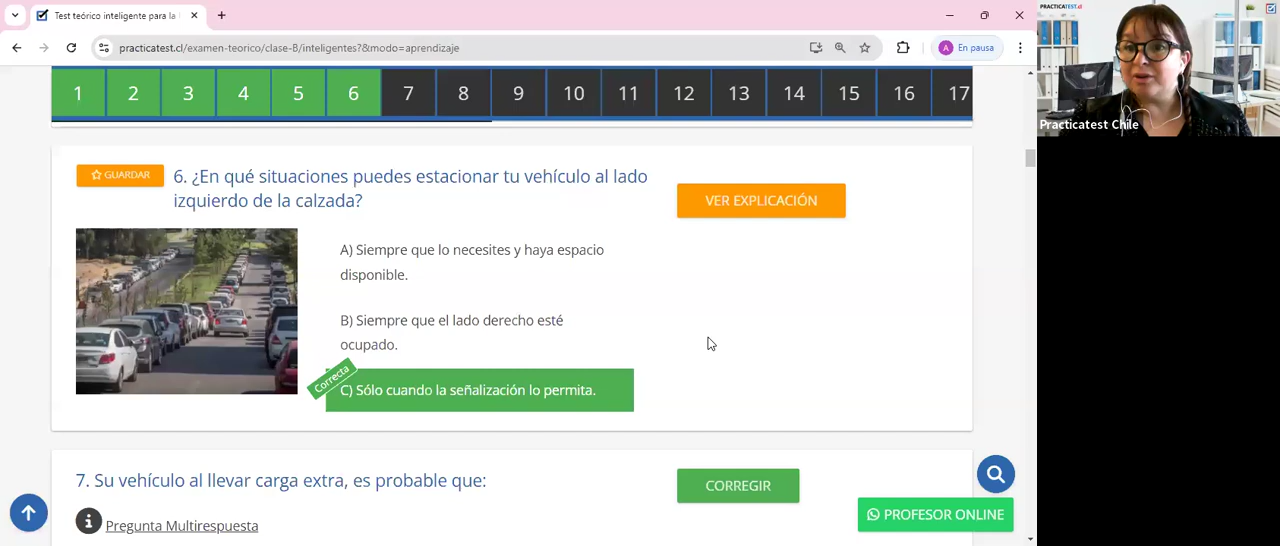 Test teórico inteligente para la
practicatest.cl/examen-teorico/clase-B/inteligentes?&modo=aprendizaje
A
En pausa
PRACTICATEST.cl
Practicatest Chile
1 2 3 4 5 6 7 8 9 10 11 12 13 14 15 16 17
GUARDAR
6. ¿En qué situaciones puedes estacionar tu vehículo al lado
izquierdo de la calzada?
VER EXPLICACIÓN
A) Siempre que lo necesites y haya espacio
disponible.
B) Siempre que el lado derecho esté
ocupado.
Correcta
C) Sólo cuando la señalización lo permita.
7. Su vehículo al llevar carga extra, es probable que:
CORREGIR
Pregunta Multirespuesta
PROFESOR ONLINE